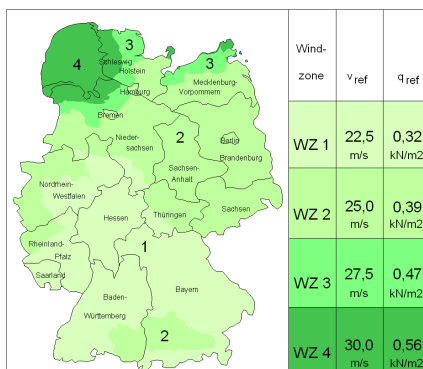 3
4
Schleswig
Holstein
3
Mecklenburg-
Vorpommern
Hamburg
Bremen
Nieder-
sachsen
2
Berlin
Brandenburg
Sachsen-
Anhalt
Nordrhein-
Westfalen
Hessen
Thüringen
Sachsen
1
Rheinland-
Pfalz
Saarland
Baden-
Württemberg
Bayern
2
Wind-
zone
v ref
q ref
WZ 1
22,5
m/s
0,32
kN/m2
WZ 2
25,0
m/s
0,39
kN/m2
WZ 3
27,5
m/s
0,47
kN/m2
WZ 4
30,0
m/s
0,56
kN/m2